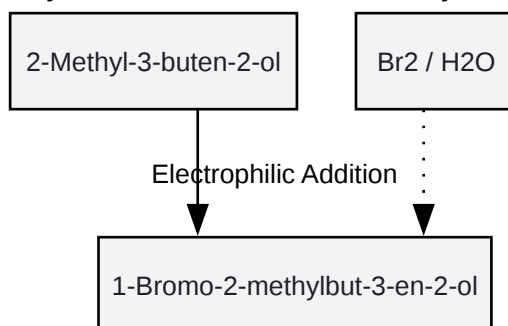 2-Methyl-3-buten-2-ol
Br2 / H2O
Electrophilic Addition
1-Bromo-2-methylbut-3-en-2-ol